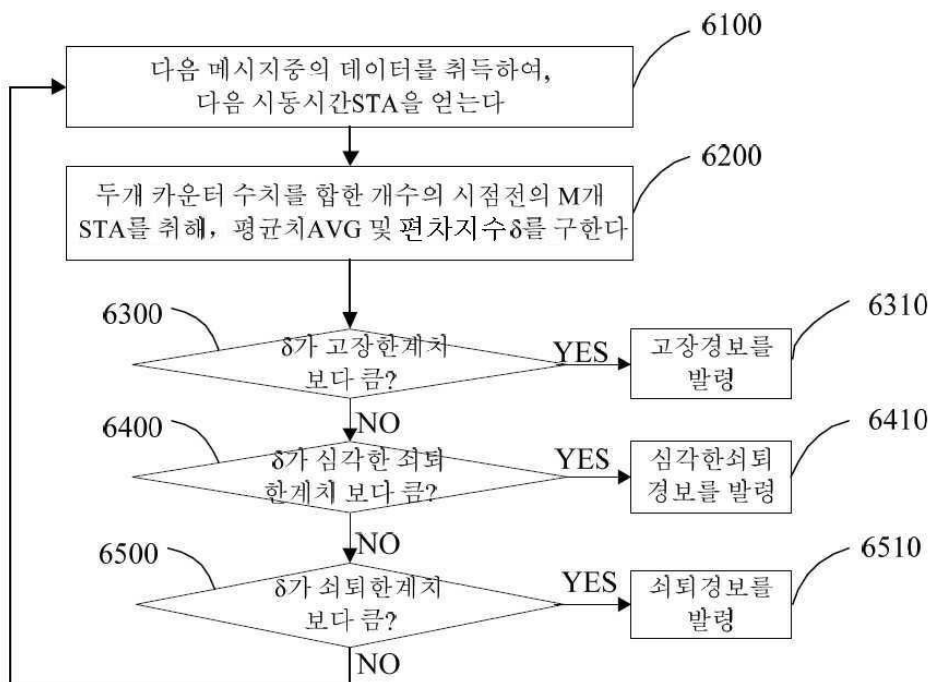 6100
다음 메시지중의 데이터를 취득하여,
다음 시동시간STA을 얻는다
6200
두개 카운터 수치를 합한 개수의 시점전의 M개
STA를 취해, 평균치AVG 및 편차지수δ를 구한다
6300
δ가 고장한계치
보다 큼?
YES
6310
고장경보를
발령
NO
6400
δ가 심각한 쇠퇴
한계치 보다 큼?
YES
6410
심각한쇠퇴
경보를 발령
NO
6500
δ가 쇠퇴한계치
보다 큼?
YES
6510
쇠퇴경보를
발령
NO